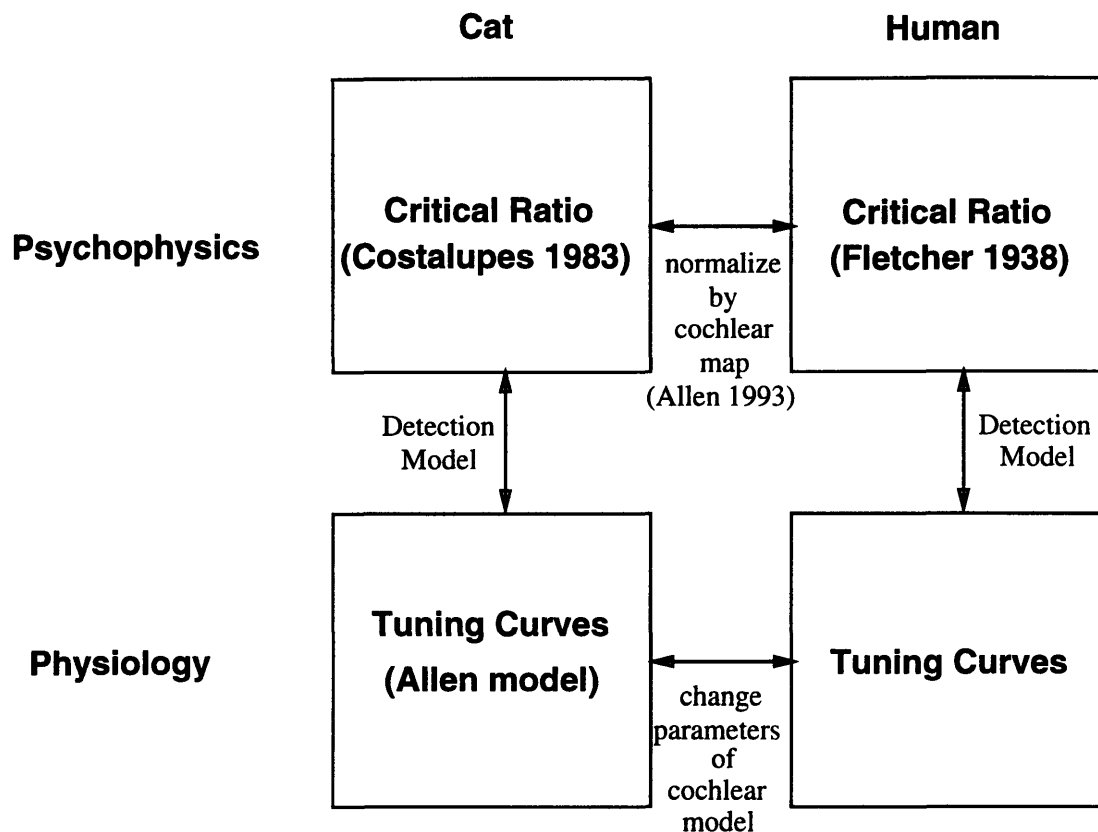 Cat
Human
Psychophysics
Critical Ratio
(Costalupes 1983)
normalize
by
cochlear
map
(Allen 1993)
Critical Ratio
(Fletcher 1938)
Detection
Model
Detection
Model
Physiology
Tuning Curves
(Allen model)
change
parameters
of
cochlear
model
Tuning Curves